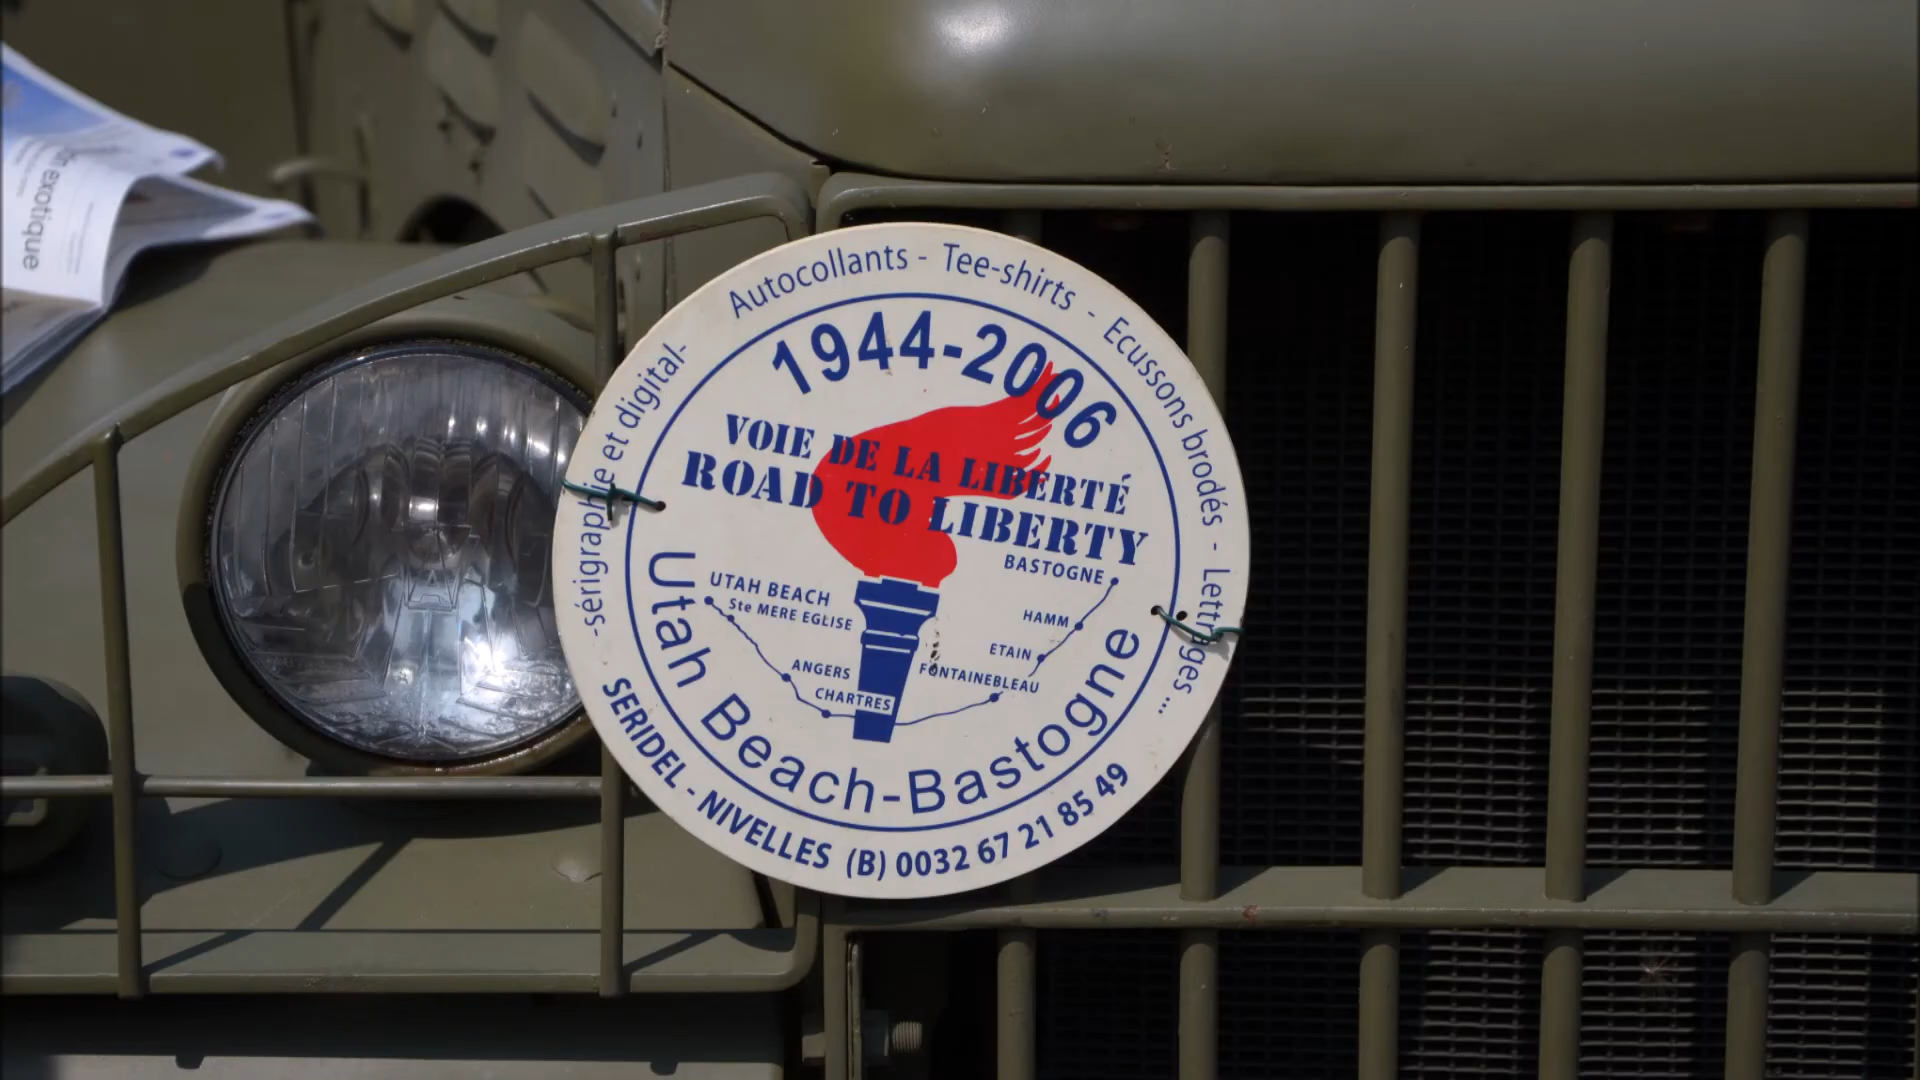 -sérigraphie et digital-
Autocollants - Tee-shirts - Ecussons brodés - Lettrages ...
1944-2006
VOIE DE LA LIBERTÉ
ROAD TO LIBERTY
BASTOGNE
UTAH BEACH
Ste MERE EGLISE
HAMM
ETAIN
ANGERS
FONTAINEBLEAU
CHARTRES
Utah Beach-Bastogne
SERIDEL - NIVELLES (B) 0032 67 21 85 49
exotique